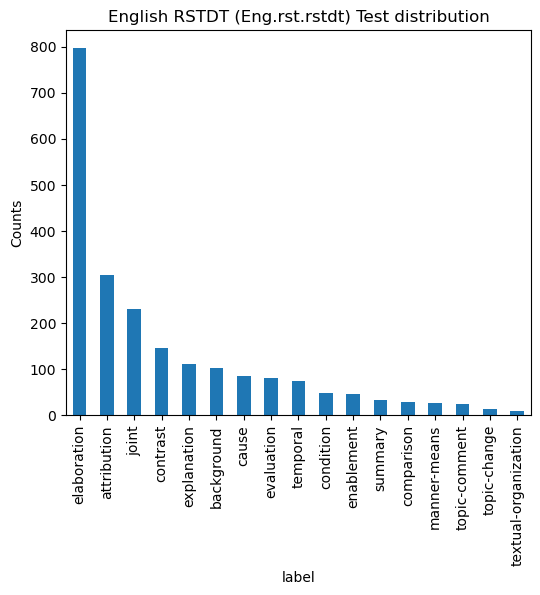 English RSTDT (Eng.rst.rstdt) Test distribution
Counts
800
700
600
500
400
300
200
100
0
elaboration
attribution
joint
contrast
explanation
background
cause
evaluation
temporal
condition
enablement
summary
comparison
manner-means
topic-comment
topic-change
textual-organization
label